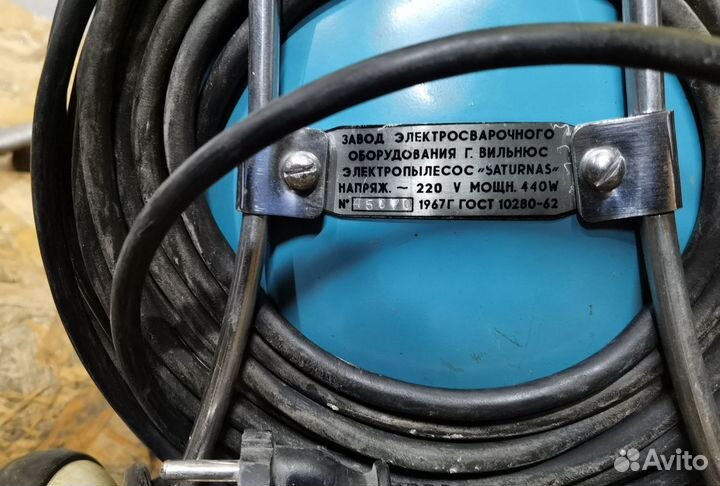 ЗАВОД ЭЛЕКТРОСВАРОЧНОГО
ОБОРУДОВАНИЯ Г. ВИЛЬНЮС
ЭЛЕКТРОПЫЛЕСОС „SATURNAS"
НАПРЯЖ. ~ 220 V МОЩН. 440W
№ 1967Г ГОСТ 10280-62
Avito